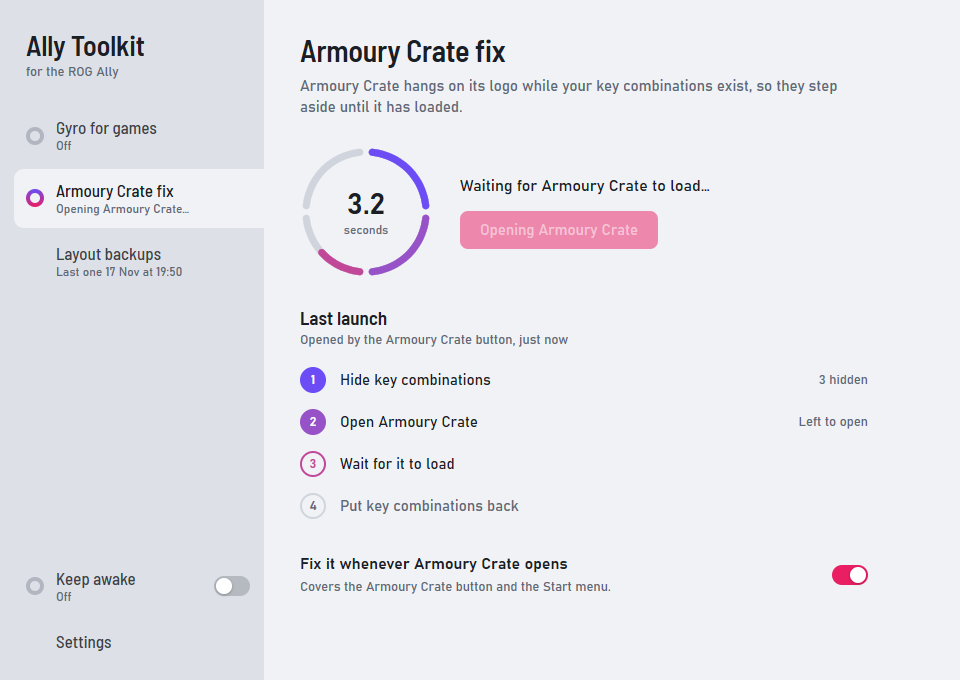 Ally Toolkit
for the ROG Ally
Gyro for games
Off
Armoury Crate fix
Opening Armoury Crate…
Layout backups
Last one 17 Nov at 19:50
Keep awake
Off
Settings
Armoury Crate fix
Armoury Crate hangs on its logo while your key combinations exist, so they step
aside until it has loaded.
3.2
seconds
Waiting for Armoury Crate to load…
Opening Armoury Crate
Last launch
Opened by the Armoury Crate button, just now
1 Hide key combinations 3 hidden
2 Open Armoury Crate Left to open
3 Wait for it to load
4 Put key combinations back
Fix it whenever Armoury Crate opens
Covers the Armoury Crate button and the Start menu.